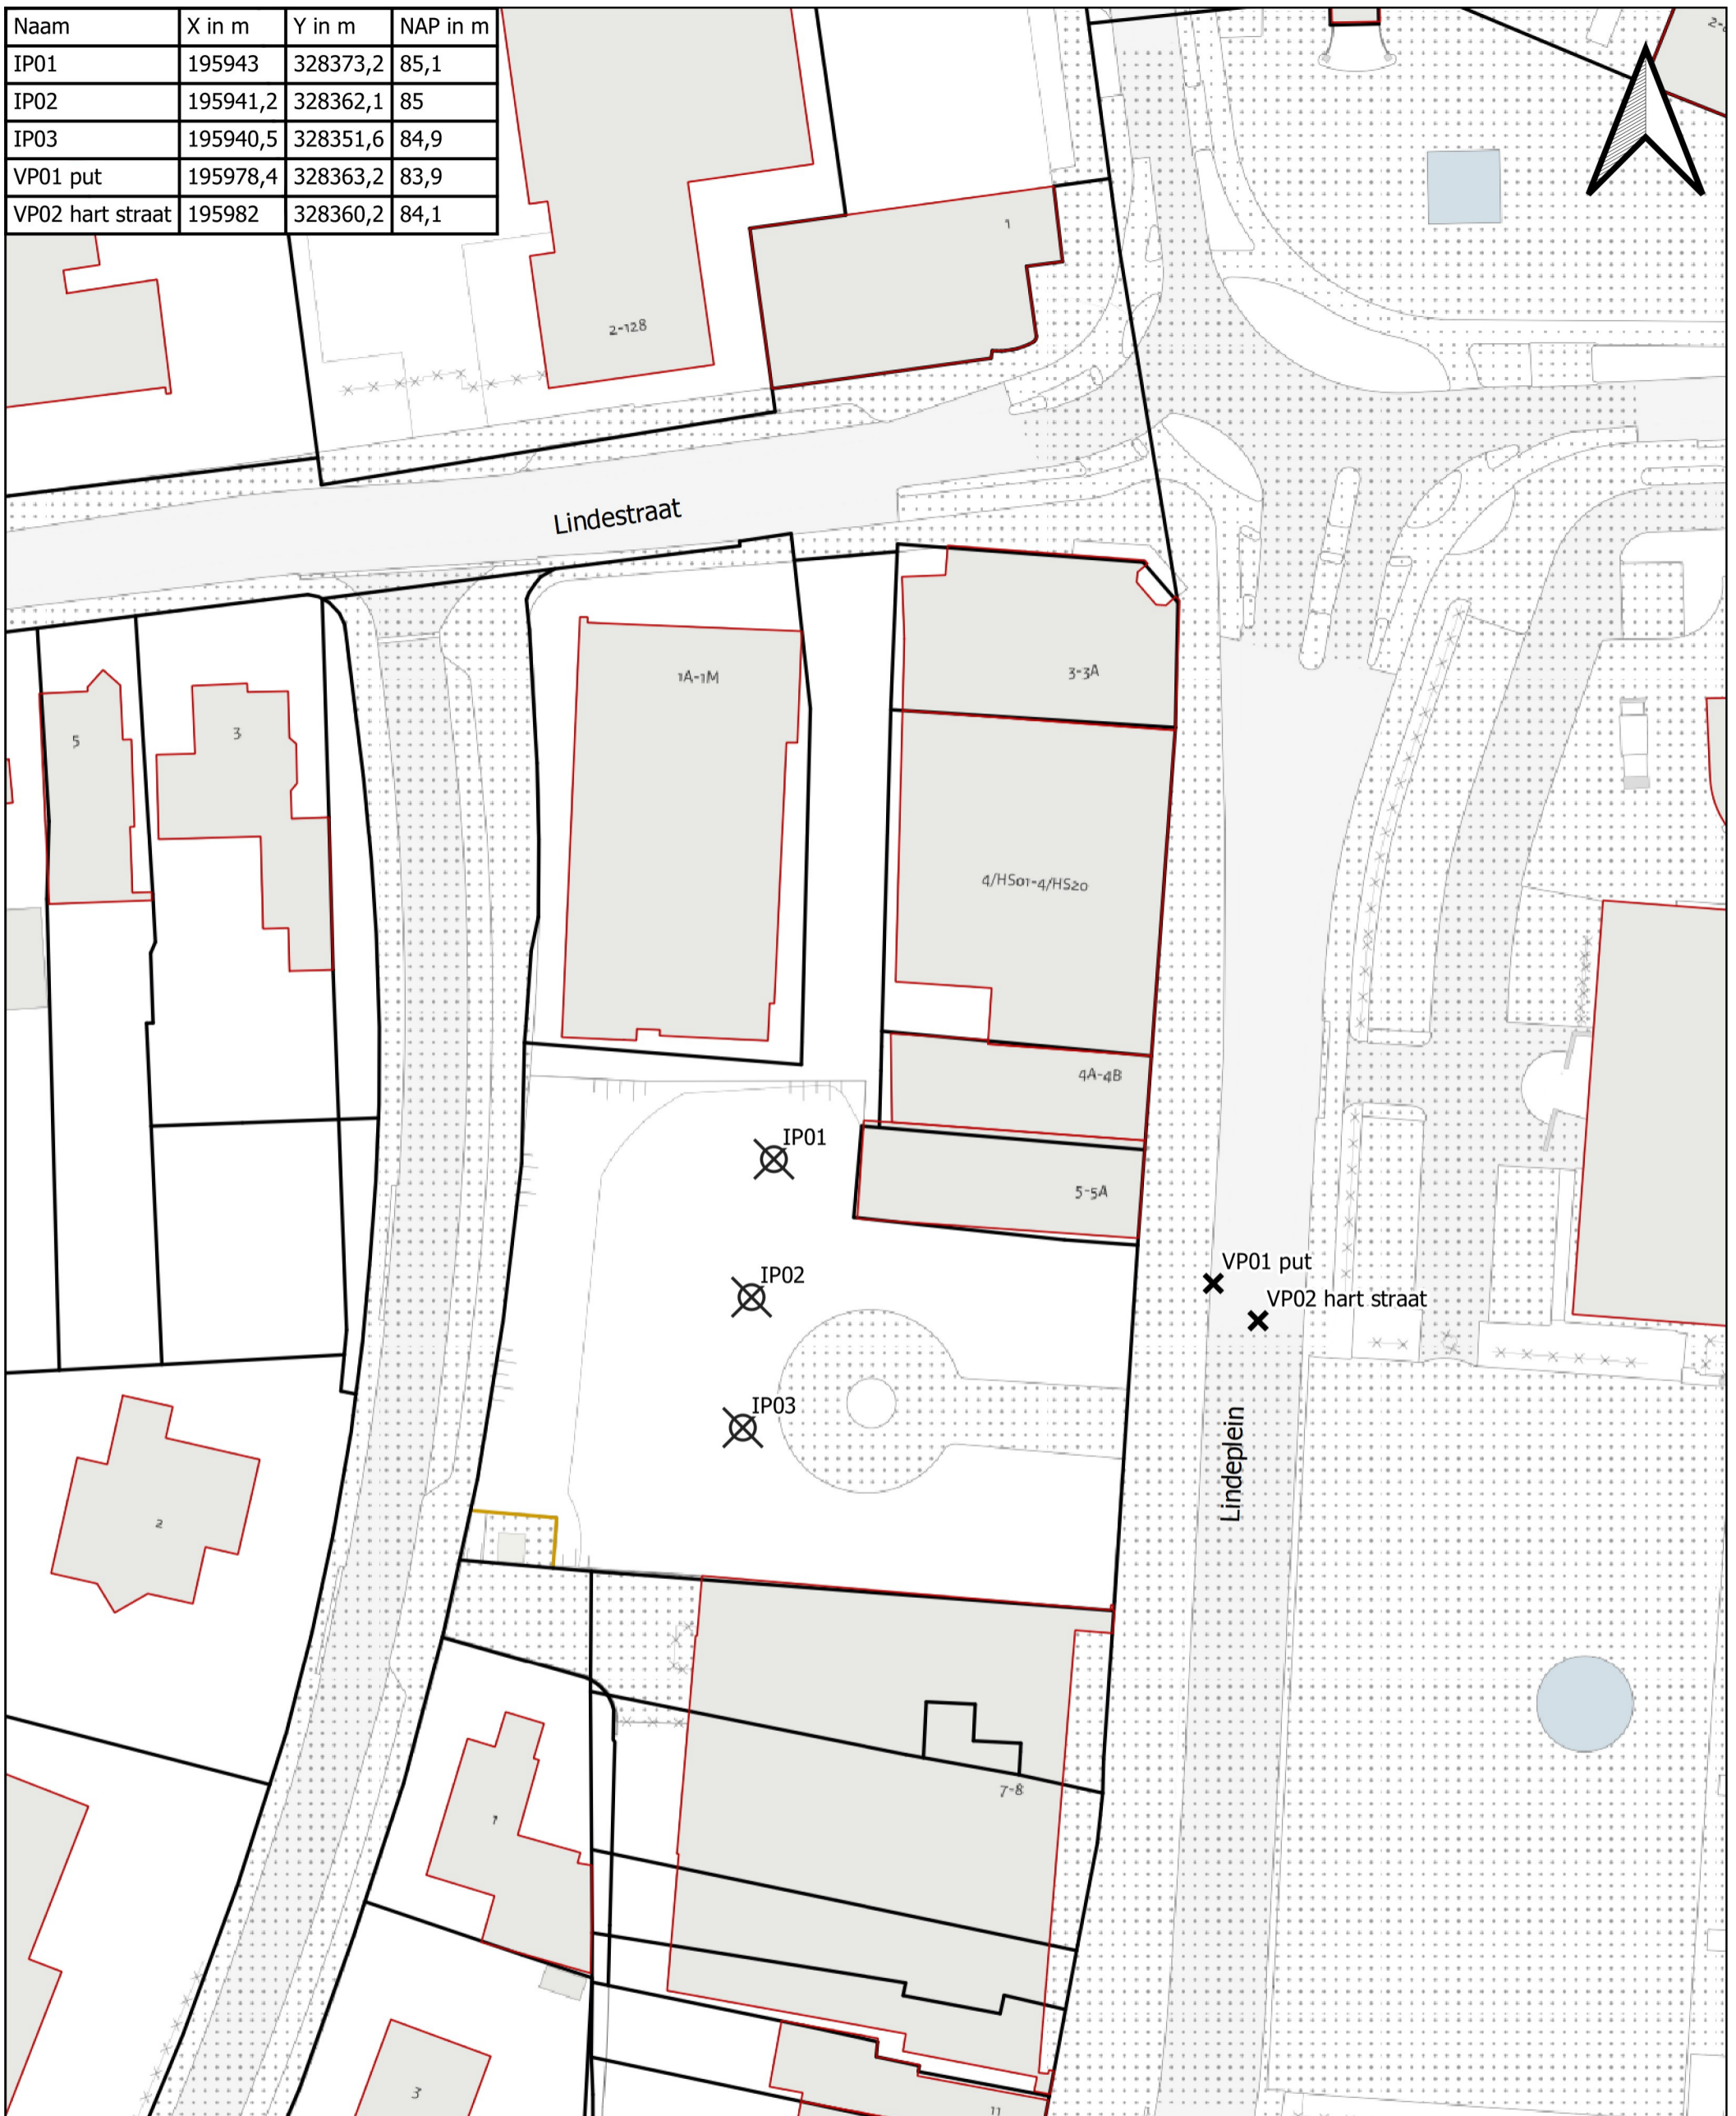 Naam X in m Y in m NAP in m
IP01 195943 328373,2 85,1
IP02 195941,2 328362,1 85
IP03 195940,5 328351,6 84,9
VP01 put 195978,4 328363,2 83,9
VP02 hart straat 195982 328360,2 84,1
1
2-128
Lindestraat
3-3A
1A-1M
3
5
4/HS01-4/HS20
4A-4B
IP01
5-5A
VP01 put
IP02
VP02 hart straat
IP03
Lindeplein
2
7-8
1
3
11